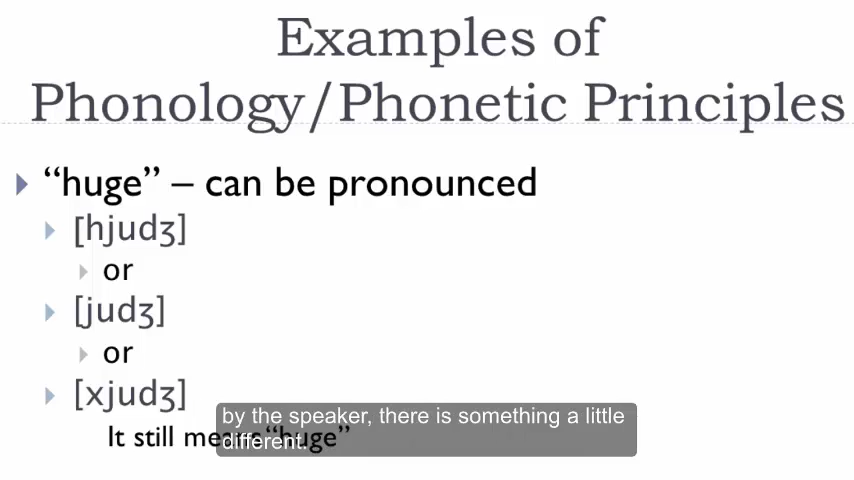 Examples of
Phonology/Phonetic Principles
“huge” – can be pronounced
[hjudʒ]
or
[judʒ]
or
[xjudʒ]
by the speaker, there is something a little
different.
It still means “huge”